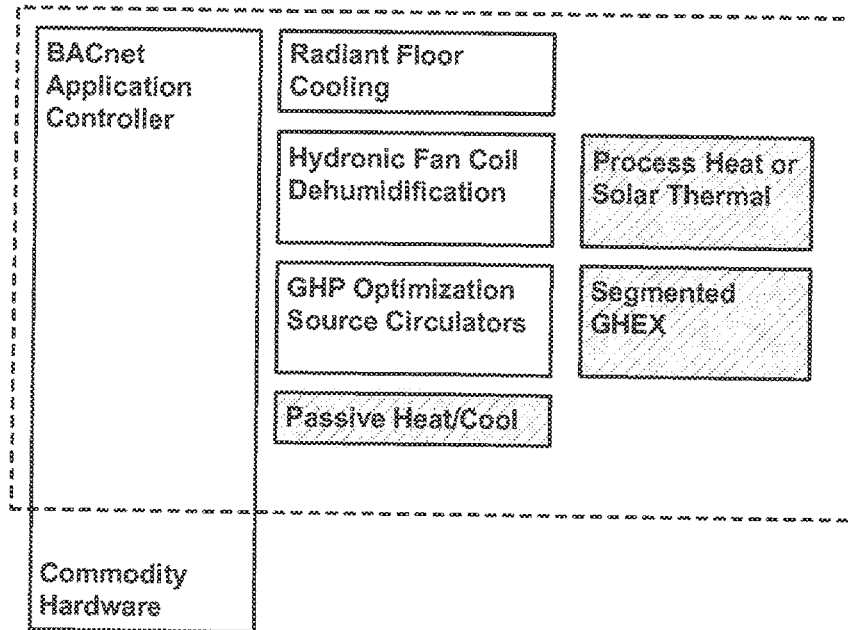 BACnet
Application
Controller
Radiant Floor
Cooling
Hydronic Fan Coil
Dehumidification
Process Heat or
Solar Thermal
GHP Optimization
Source Circulators
Segmented
GHEX
Passive Heat/Cool
Commodity
Hardware